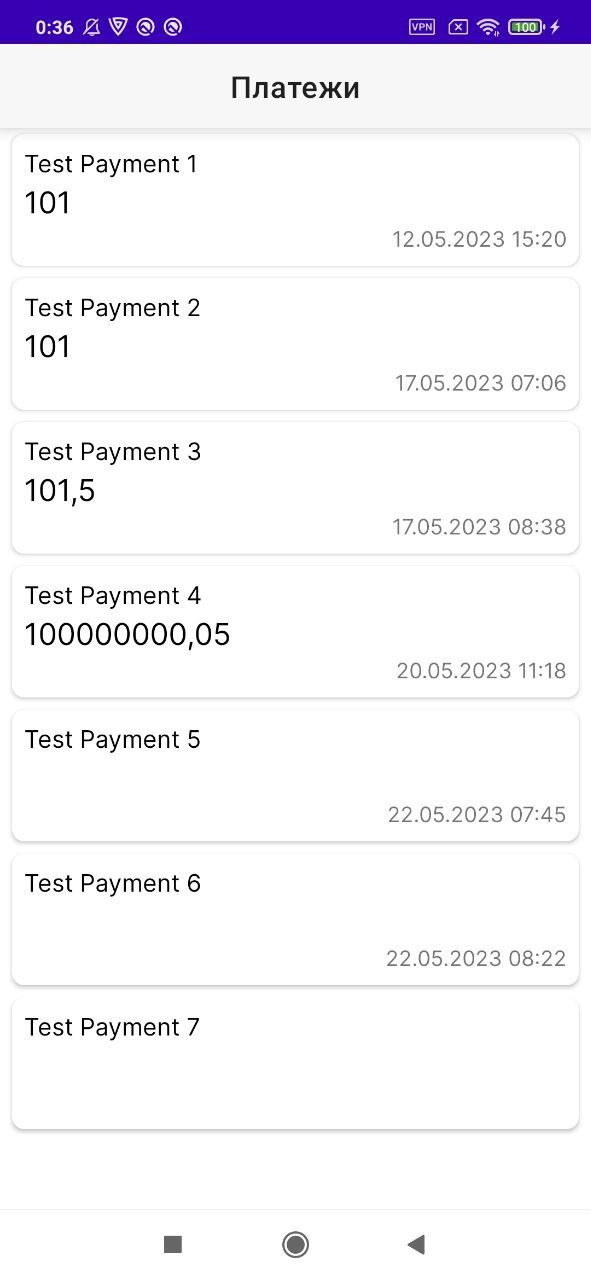 0:36 VPN 100
Платежи
Test Payment 1
101
12.05.2023 15:20
Test Payment 2
101
17.05.2023 07:06
Test Payment 3
101,5
17.05.2023 08:38
Test Payment 4
100000000,05
20.05.2023 11:18
Test Payment 5
22.05.2023 07:45
Test Payment 6
22.05.2023 08:22
Test Payment 7